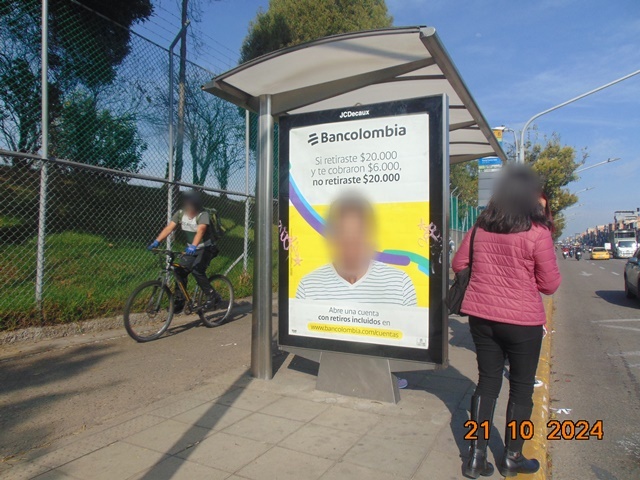 JCDecaux
Bancolombia
Si retiraste $20.000
y te cobraron $6.000,
no retiraste $20.000
Abre una cuenta
con retiros incluidos en
www.bancolombia.com/cuentas
21 10 2024